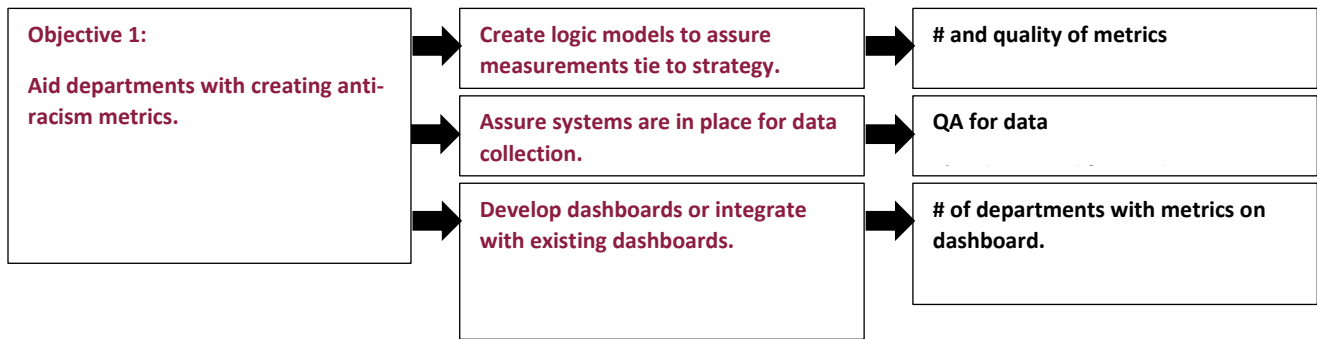 Objective 1:
Aid departments with creating anti-
racism metrics.
Create logic models to assure
measurements tie to strategy.
# and quality of metrics
Assure systems are in place for data
collection.
QA for data
Develop dashboards or integrate
with existing dashboards.
# of departments with metrics on
dashboard.